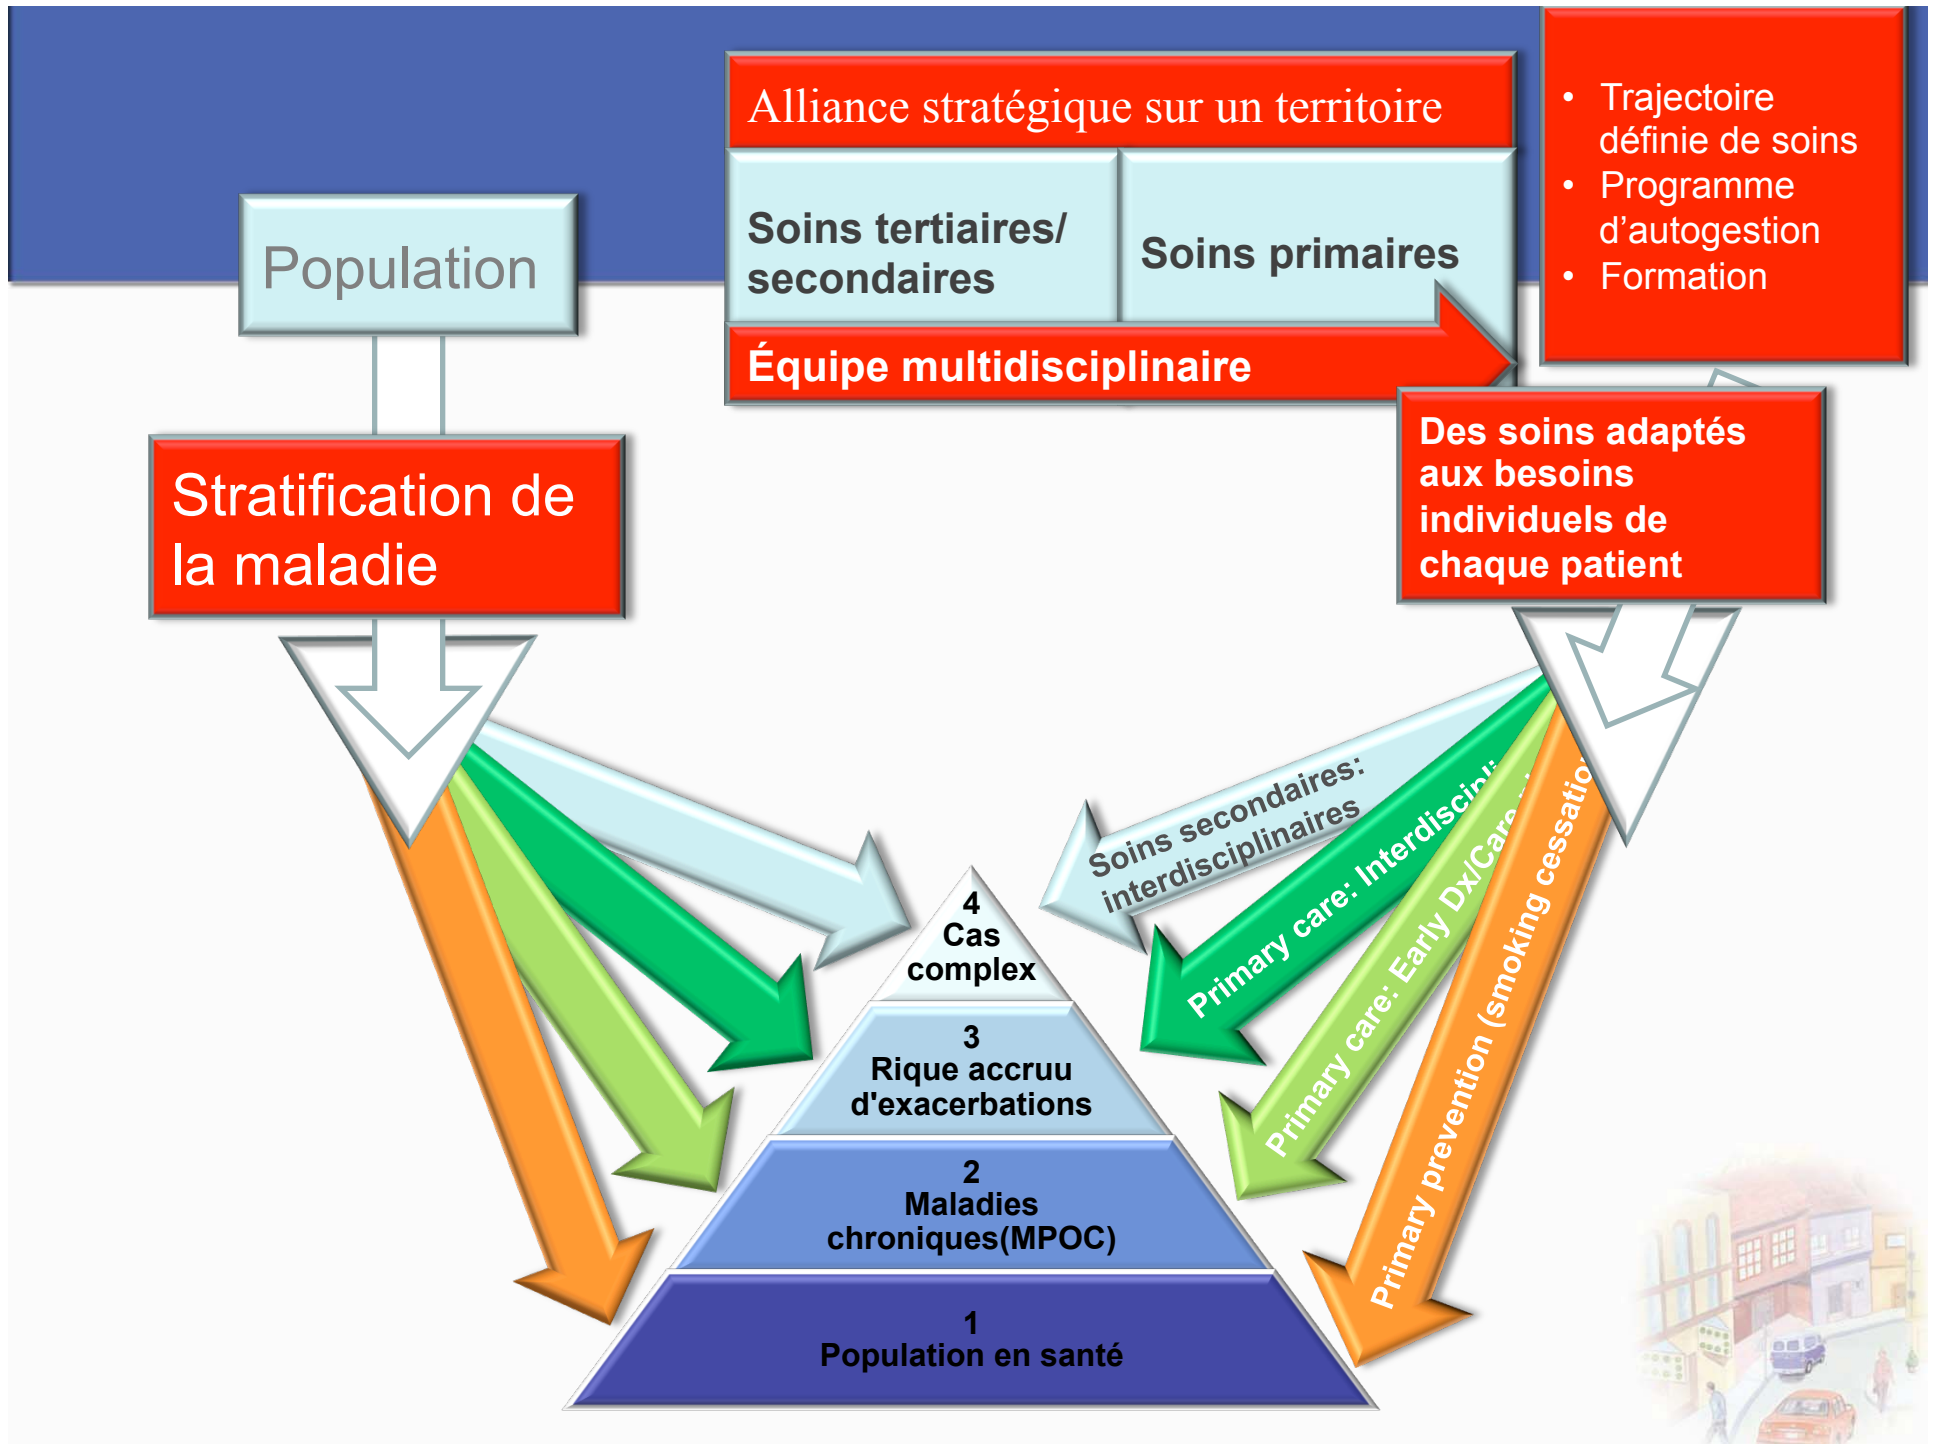 Alliance stratégique sur un territoire
Soins tertiaires/
secondaires
Soins primaires
Équipe multidisciplinaire
• Trajectoire
définie de soins
• Programme
d’autogestion
• Formation
Population
Stratification de
la maladie
Des soins adaptés
aux besoins
individuels de
chaque patient
Soins secondaires:
interdisciplinaires
Primary care:
Primary care: Early Dx/Care
Primary prevention (smoking cessation
4
Cas
complex
3
Rique accruu
d'exacerbations
2
Maladies
chroniques(MPOC)
1
Population en santé